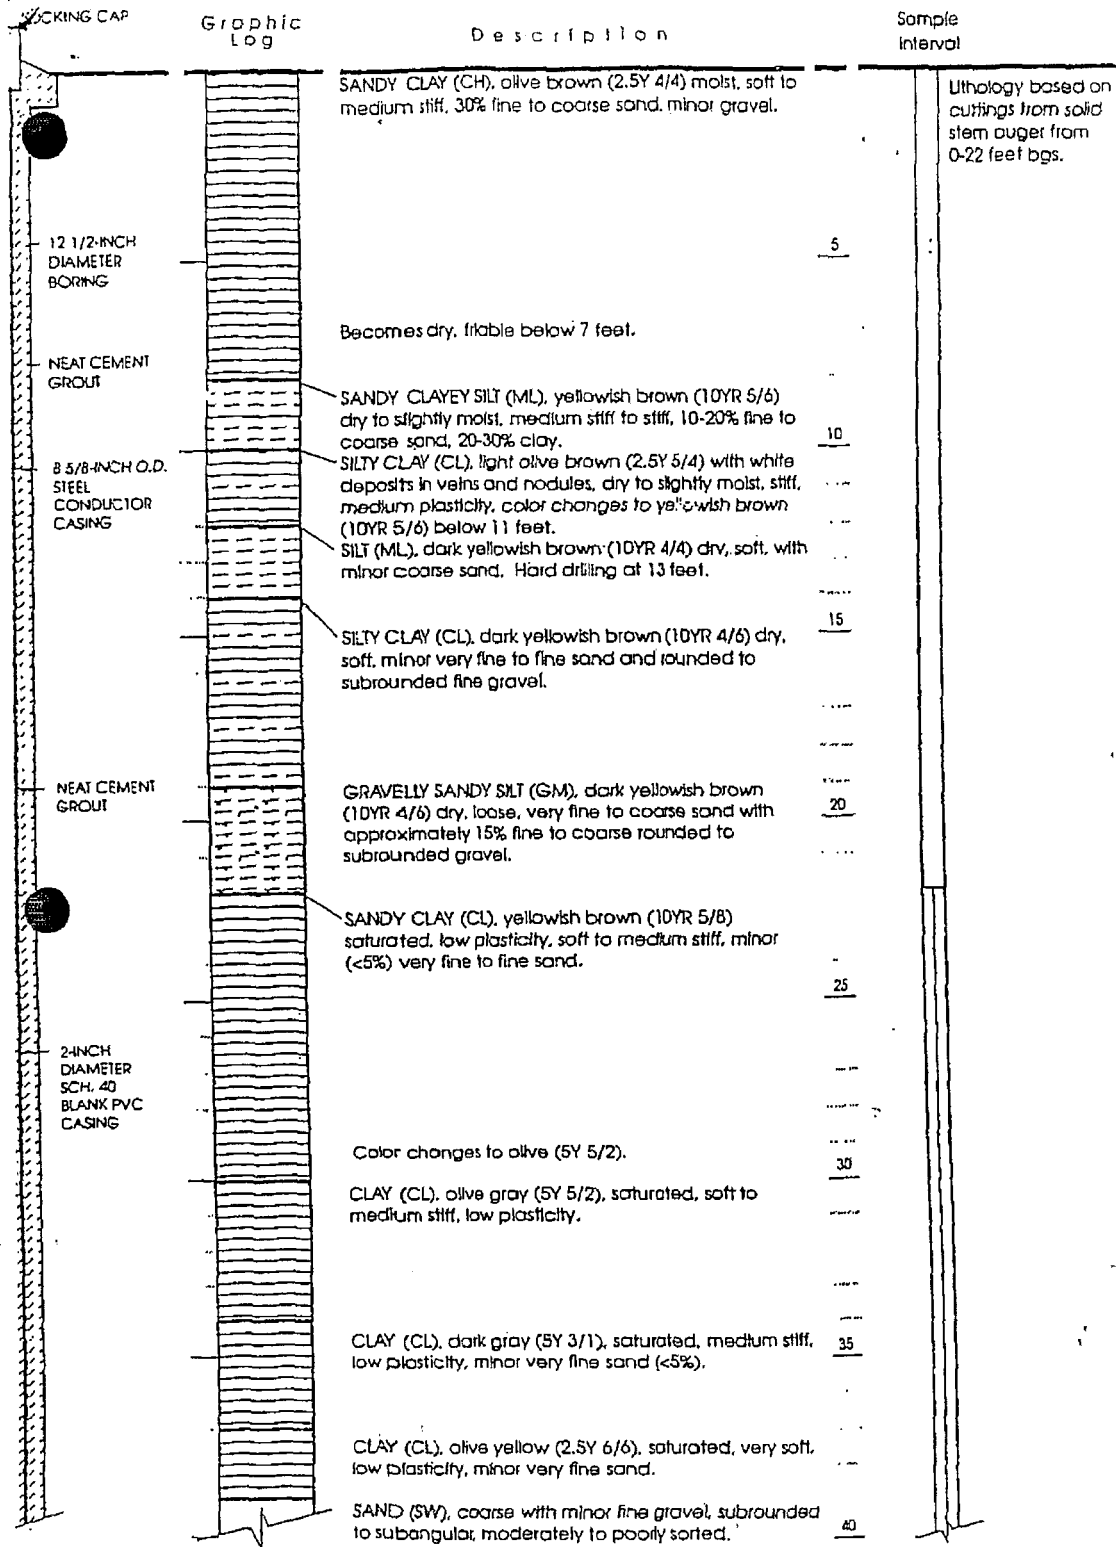 LOCKING CAP
Graphic
Log
Description
Sample
Interval
SANDY CLAY (CH), olive brown (2.5Y 4/4) moist, soft to
medium stiff, 30% fine to coarse sand, minor gravel.
Lithology based on
cuttings from solid
stem auger from
0-22 feet bgs.
12 1/2-INCH
DIAMETER
BORING
5
Becomes dry, friable below 7 feet.
NEAT CEMENT
GROUT
SANDY CLAYEY SILT (ML), yellowish brown (10YR 5/6)
dry to slightly moist, medium stiff to stiff, 10-20% fine to
coarse sand, 20-30% clay.
10
8 5/8-INCH O.D.
STEEL
CONDUCTOR
CASING
SILTY CLAY (CL), light olive brown (2.5Y 5/4) with white
deposits in veins and nodules, dry to slightly moist, stiff,
medium plasticity, color changes to yellowish brown
(10YR 5/6) below 11 feet.
SILT (ML), dark yellowish brown (10YR 4/4) dry, soft, with
minor coarse sand. Hard drilling at 13 feet.
15
SILTY CLAY (CL), dark yellowish brown (10YR 4/6) dry,
soft, minor very fine to fine sand and rounded to
subrounded fine gravel.
NEAT CEMENT
GROUT
GRAVELLY SANDY SILT (GM), dark yellowish brown
(10YR 4/6) dry, loose, very fine to coarse sand with
approximately 15% fine to coarse rounded to
subrounded gravel.
20
SANDY CLAY (CL), yellowish brown (10YR 5/8)
saturated, low plasticity, soft to medium stiff, minor
(<5%) very fine to fine sand.
25
2-INCH
DIAMETER
SCH. 40
BLANK PVC
CASING
Color changes to olive (5Y 5/2).
30
CLAY (CL), olive gray (5Y 5/2), saturated, soft to
medium stiff, low plasticity.
CLAY (CL), dark gray (5Y 3/1), saturated, medium stiff,
low plasticity, minor very fine sand (<5%).
35
CLAY (CL), olive yellow (2.5Y 6/6), saturated, very soft,
low plasticity, minor very fine sand.
SAND (SW), coarse with minor fine gravel, subrounded
to subangular, moderately to poorly sorted.
40